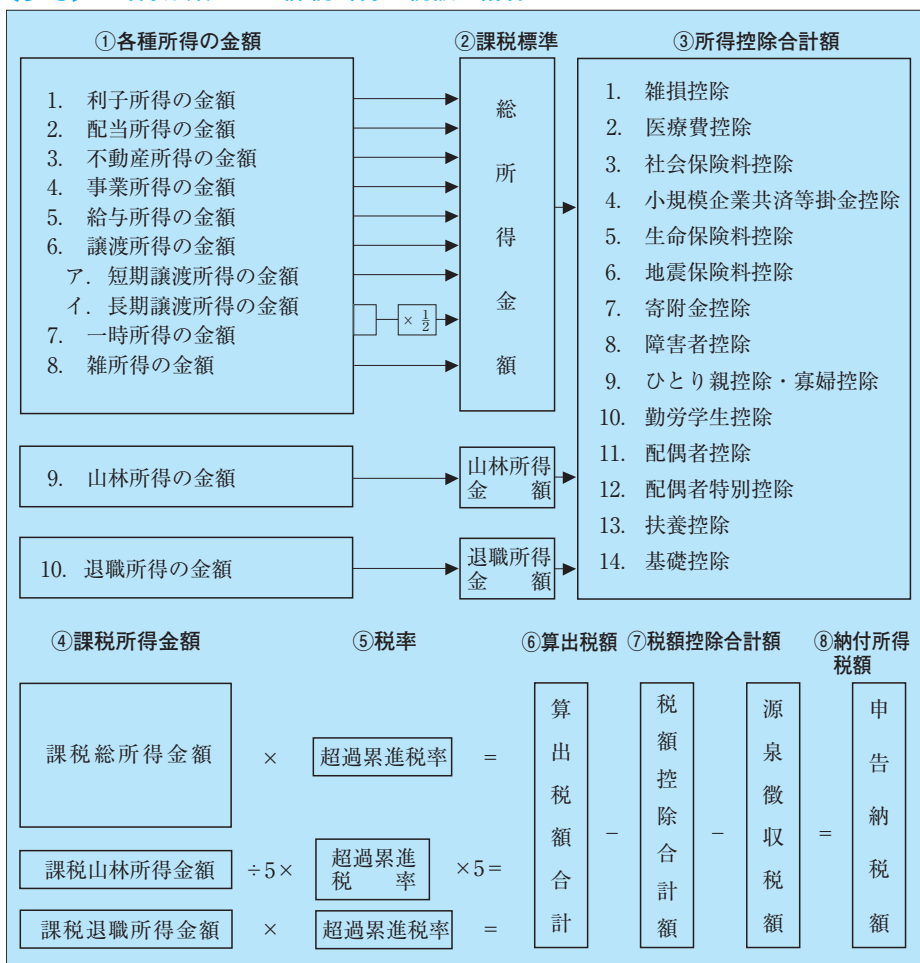 ①各種所得の金額
②課税標準
③所得控除合計額
1. 利子所得の金額
2. 配当所得の金額
3. 不動産所得の金額
4. 事業所得の金額
5. 給与所得の金額
6. 譲渡所得の金額
ア. 短期譲渡所得の金額
イ. 長期譲渡所得の金額
7. 一時所得の金額
8. 雑所得の金額
× 1/2
総所得金額
9. 山林所得の金額
山林所得
金額
10. 退職所得の金額
退職所得
金額
1. 雑損控除
2. 医療費控除
3. 社会保険料控除
4. 小規模企業共済等掛金控除
5. 生命保険料控除
6. 地震保険料控除
7. 寄附金控除
8. 障害者控除
9. ひとり親控除・寡婦控除
10. 勤労学生控除
11. 配偶者控除
12. 配偶者特別控除
13. 扶養控除
14. 基礎控除
④課税所得金額
⑤税率
⑥算出税額
⑦税額控除合計額
⑧納付所得
税額
課税総所得金額 × 超過累進税率 =
課税山林所得金額 ÷5× 超過累進
税率 ×5=
課税退職所得金額 × 超過累進税率 =
算出税額合計
−
税額控除合計額
−
源泉徴収税額
=
申告納税額